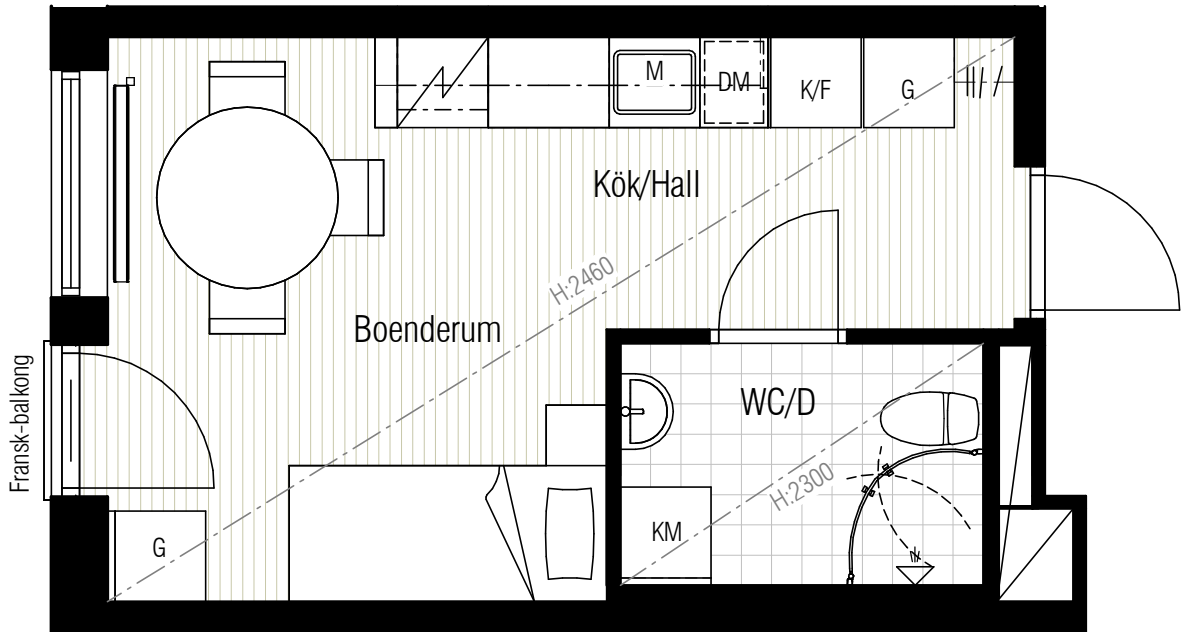 M
DM
K/F
G
Kök/Hall
H:2460
Boenderum
Fransk-balkong
WC/D
H:2300
KM
G